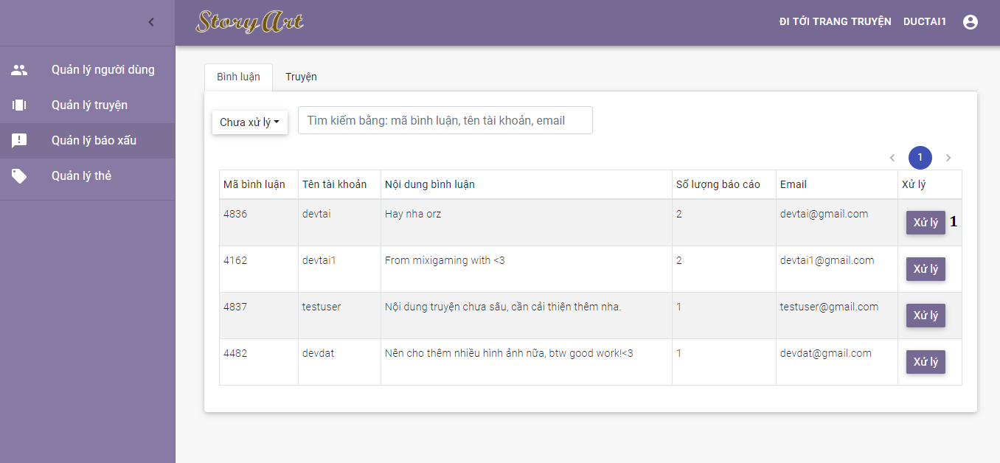 Story Art
ĐI TỚI TRANG TRUYỆN DUCTAI1
Quản lý người dùng
Quản lý truyện
Quản lý báo xấu
Quản lý thẻ
Bình luận Truyện
Chưa xử lý Tìm kiếm bằng: mã bình luận, tên tài khoản, email
1
Mã bình luận Tên tài khoản Nội dung bình luận Số lượng báo cáo Email Xử lý
4836 devtai Hay nha orz 2 devtai@gmail.com Xử lý 1
4162 devtai1 From mixigaming with <3 2 devtai1@gmail.com Xử lý
4837 testuser Nội dung truyện chưa sâu, cần cải thiện thêm nha. 1 testuser@gmail.com Xử lý
4482 devdat Nên cho thêm nhiều hình ảnh nữa, btw good work!<3 1 devdat@gmail.com Xử lý